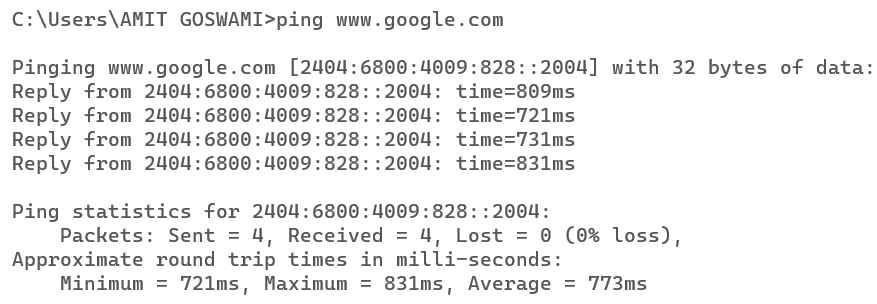 C:\Users\AMIT GOSWAMI>ping www.google.com
Pinging www.google.com [2404:6800:4009:828::2004] with 32 bytes of data:
Reply from 2404:6800:4009:828::2004: time=809ms
Reply from 2404:6800:4009:828::2004: time=721ms
Reply from 2404:6800:4009:828::2004: time=731ms
Reply from 2404:6800:4009:828::2004: time=831ms
Ping statistics for 2404:6800:4009:828::2004:
Packets: Sent = 4, Received = 4, Lost = 0 (0% loss),
Approximate round trip times in milli-seconds:
Minimum = 721ms, Maximum = 831ms, Average = 773ms